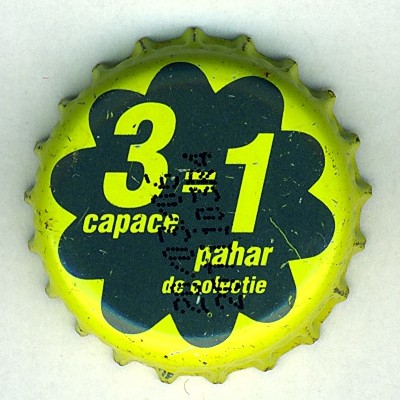 3=1
capace
pahar
de colectie